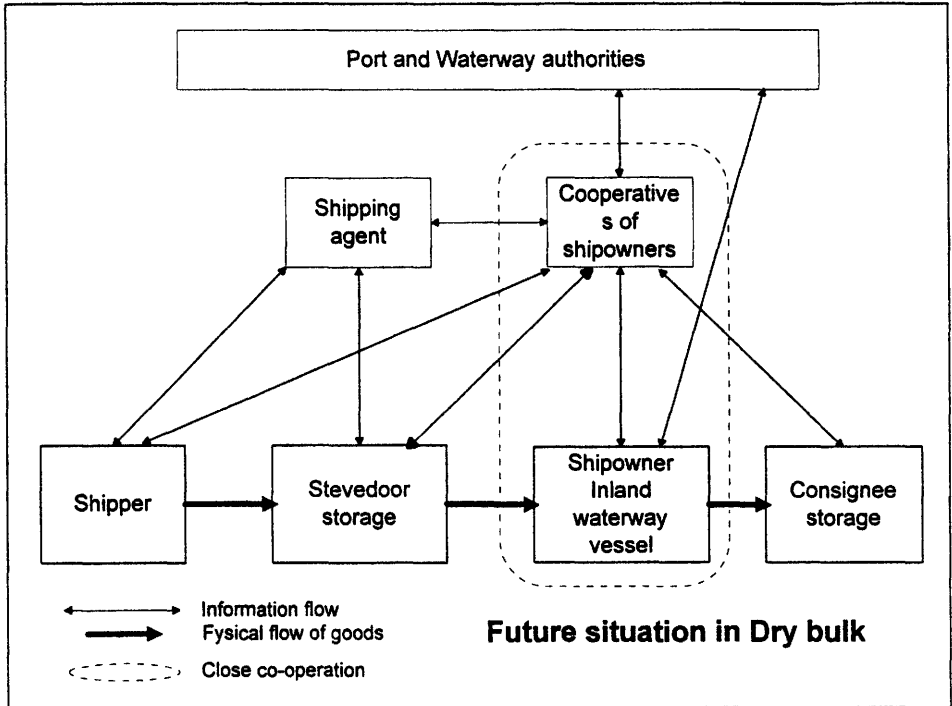 Port and Waterway authorities
Shipping
agent
Cooperative
s of
shipowners
Shipper
Stevedoor
storage
Shipowner
Inland
waterway
vessel
Consignee
storage
Information flow
Fysical flow of goods
Close co-operation
Future situation in Dry bulk